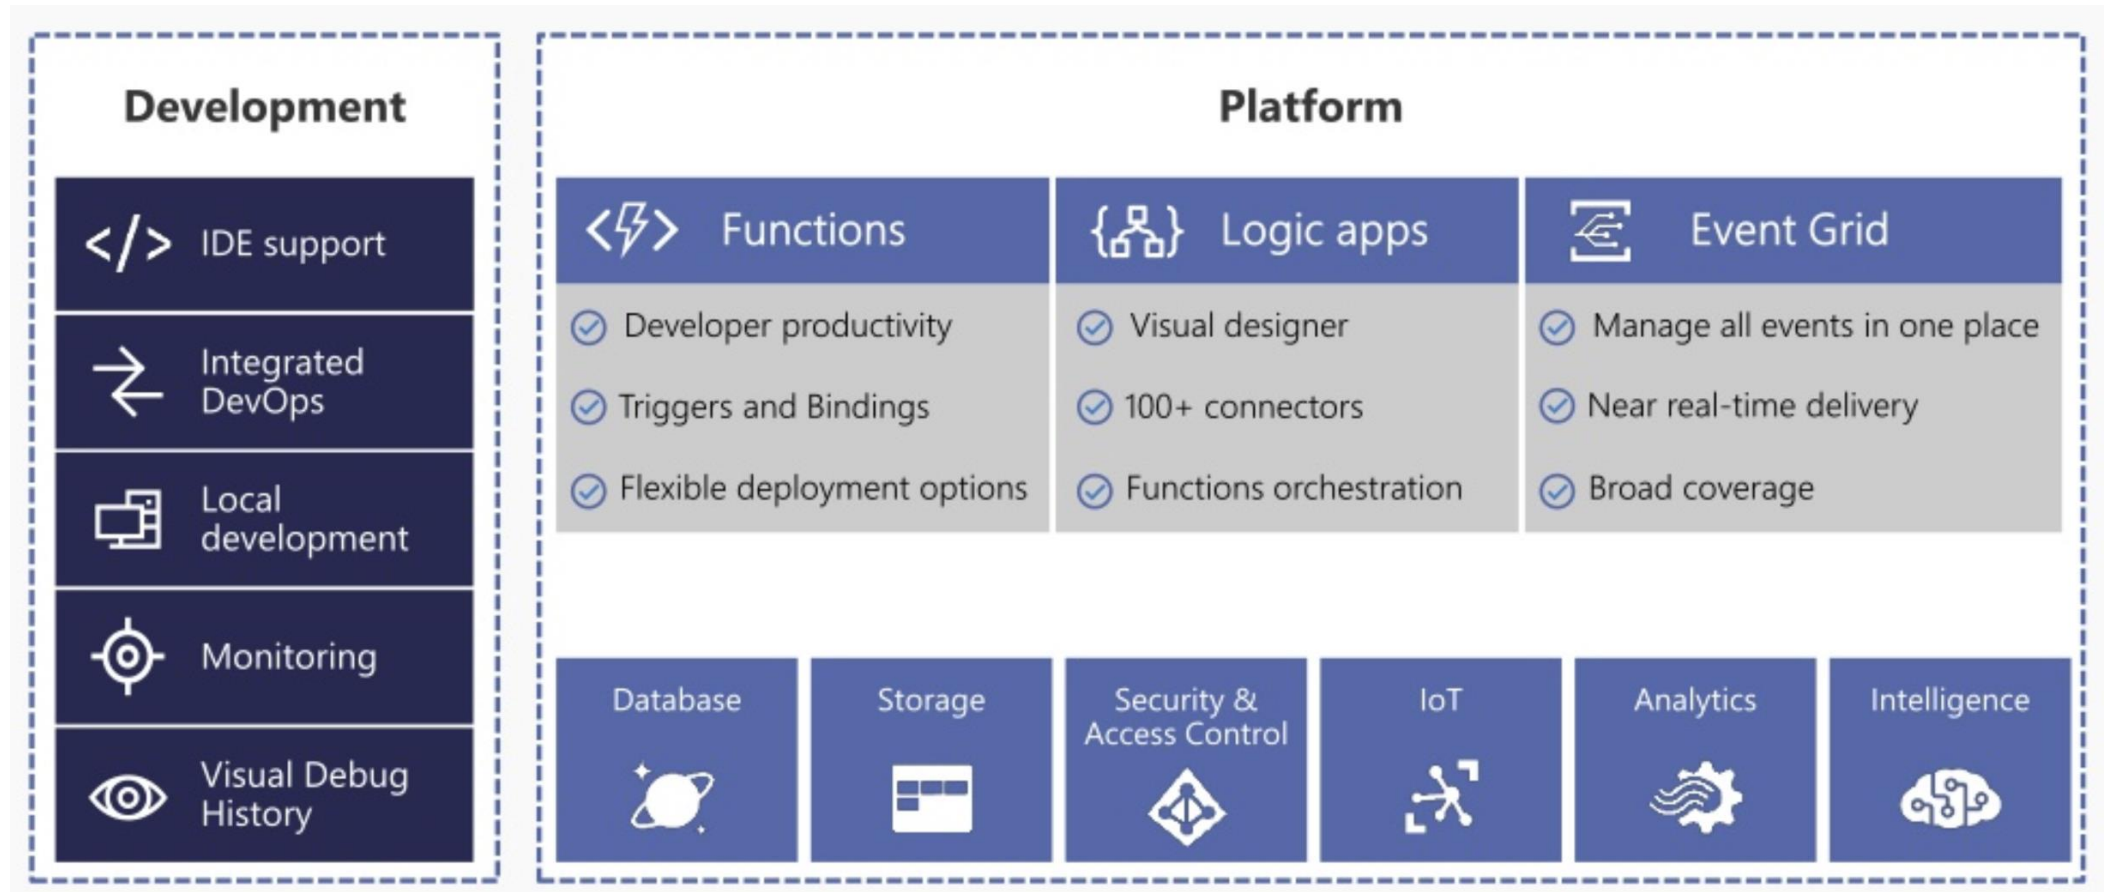 Development
IDE support
Integrated
DevOps
Local
development
Monitoring
Visual Debug
History
Platform
Functions
Developer productivity
Triggers and Bindings
Flexible deployment options
Logic apps
Visual designer
100+ connectors
Functions orchestration
Event Grid
Manage all events in one place
Near real-time delivery
Broad coverage
Database
Storage
Security &
Access Control
IoT
Analytics
Intelligence